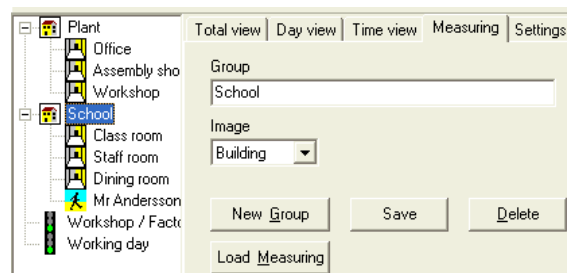 Plant
Office
Assembly sho
Workshop
School
Class room
Staff room
Dining room
Mr Andersson
Workshop / Facto
Working day
Total view Day view Time view Measuring Settings
Group
School
Image
Building
New Group Save Delete
Load Measuring